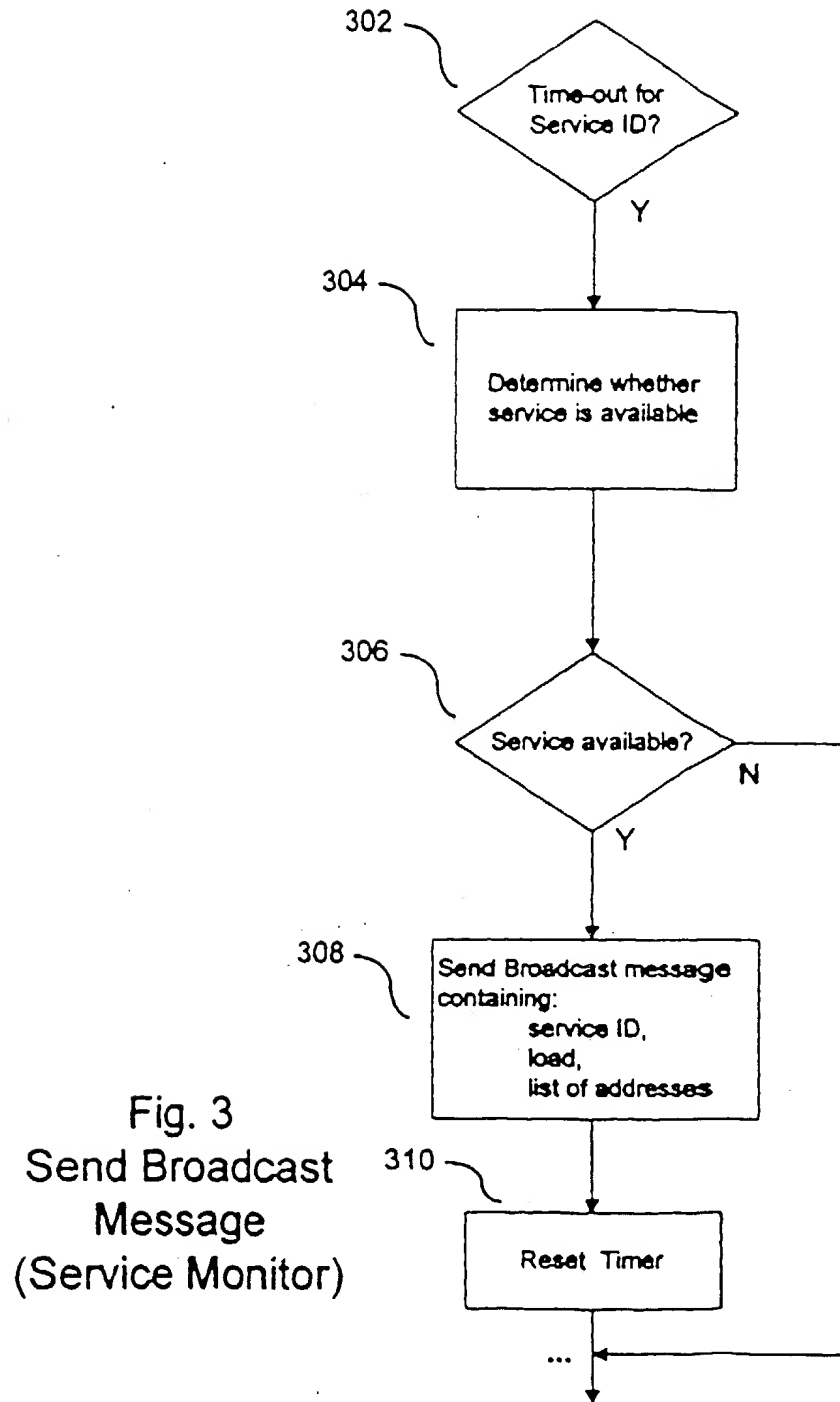 302
Time-out for
Service ID?
Y
304
Determine whether
service is available
306
Service available?
N
Y
308
Send Broadcast message
containing:
service ID,
load,
list of addresses
Fig. 3
Send Broadcast
Message
(Service Monitor)
310
Reset Timer
...